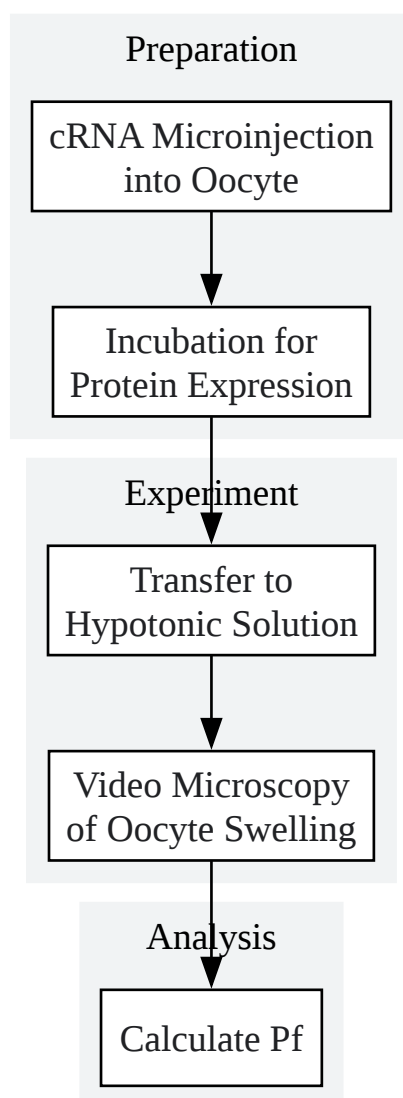 Preparation
cRNA Microinjection
into Oocyte
Incubation for
Protein Expression
Experiment
Transfer to
Hypotonic Solution
Video Microscopy
of Oocyte Swelling
Analysis
Calculate Pf